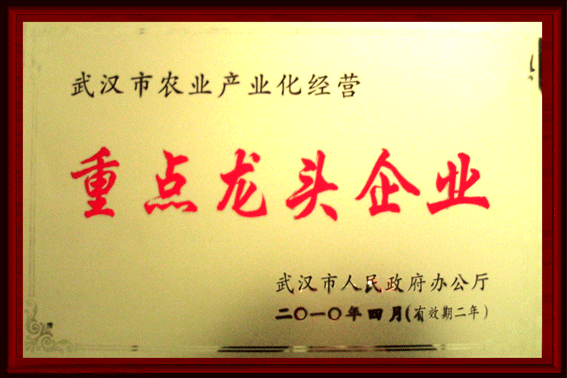 武汉市农业产业化经营
重点龙头企业
武汉市人民政府办公厅
二〇一〇年四月(有效期二年)